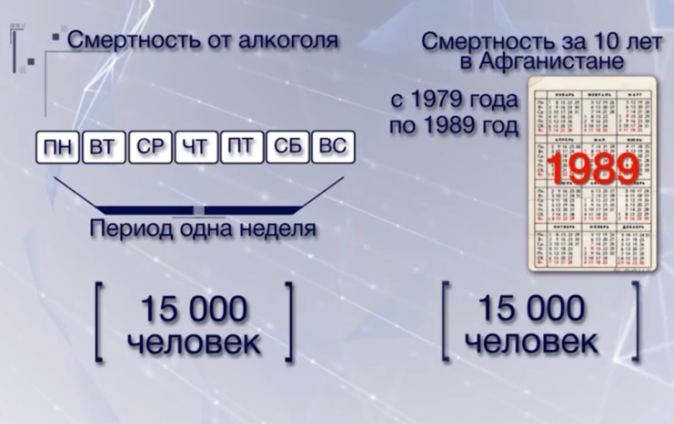 Смертность от алкоголя
ПН ВТ СР ЧТ ПТ СБ ВС
Период одна неделя
15 000
человек
Смертность за 10 лет
в Афганистане
с 1979 года
по 1989 год
1989
15 000
человек